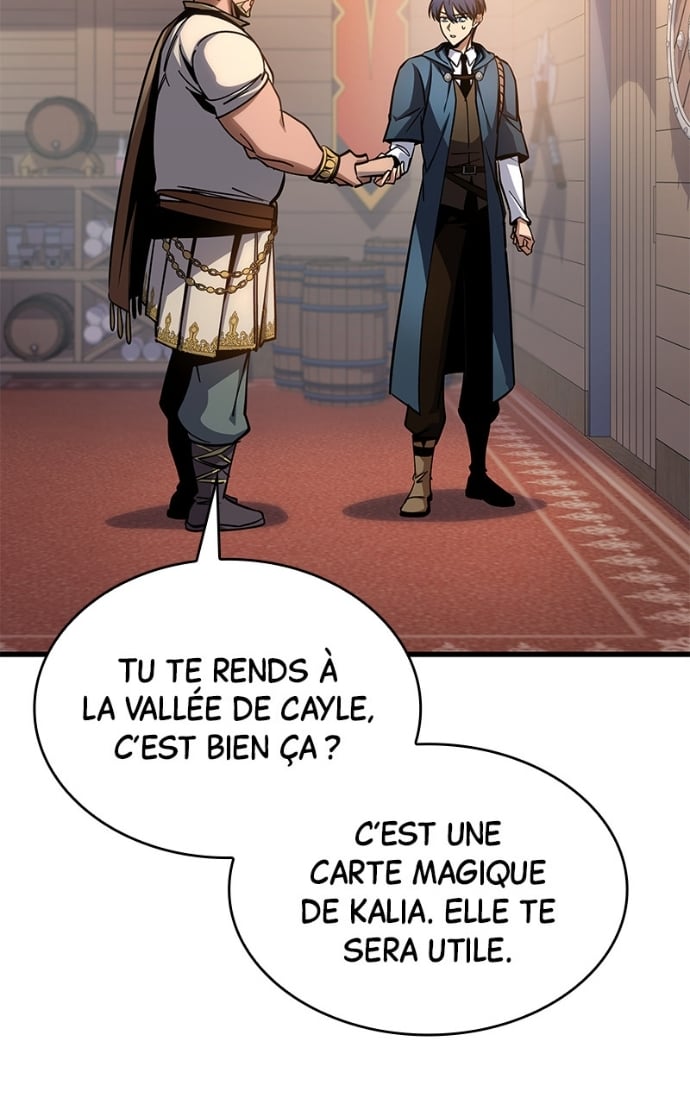 TU TE RENDS À
LA VALLÉE DE CAYLE,
C'EST BIEN ÇA ?
C'EST UNE
CARTE MAGIQUE
DE KALIA. ELLE TE
SERA UTILE.